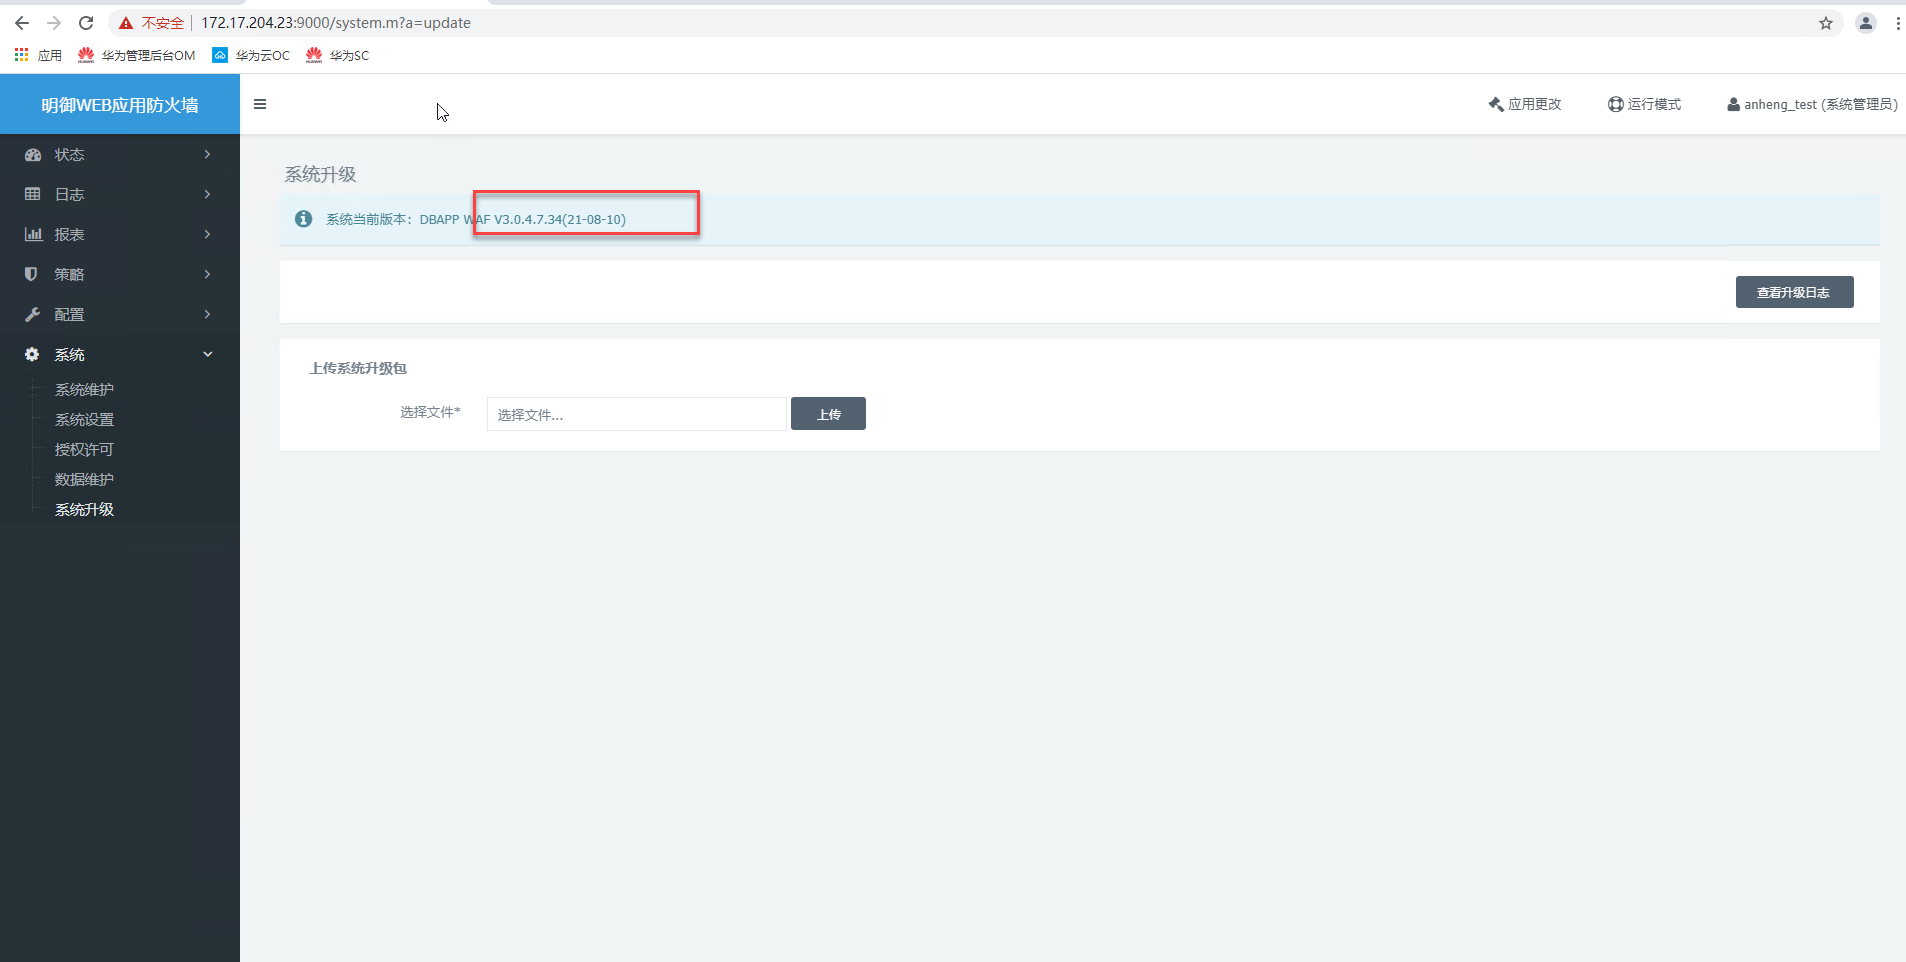 不安全 172.17.204.23:9000/system.m?a=update
应用 华为管理后台OM 华为云OC 华为SC
明御WEB应用防火墙
应用更改 运行模式 anheng_test (系统管理员)
状态
日志
报表
策略
配置
系统
系统维护
系统设置
授权许可
数据维护
系统升级
系统升级
系统当前版本：DBAPP WAF V3.0.4.7.34(21-08-10)
查看升级日志
上传系统升级包
选择文件* 选择文件... 上传